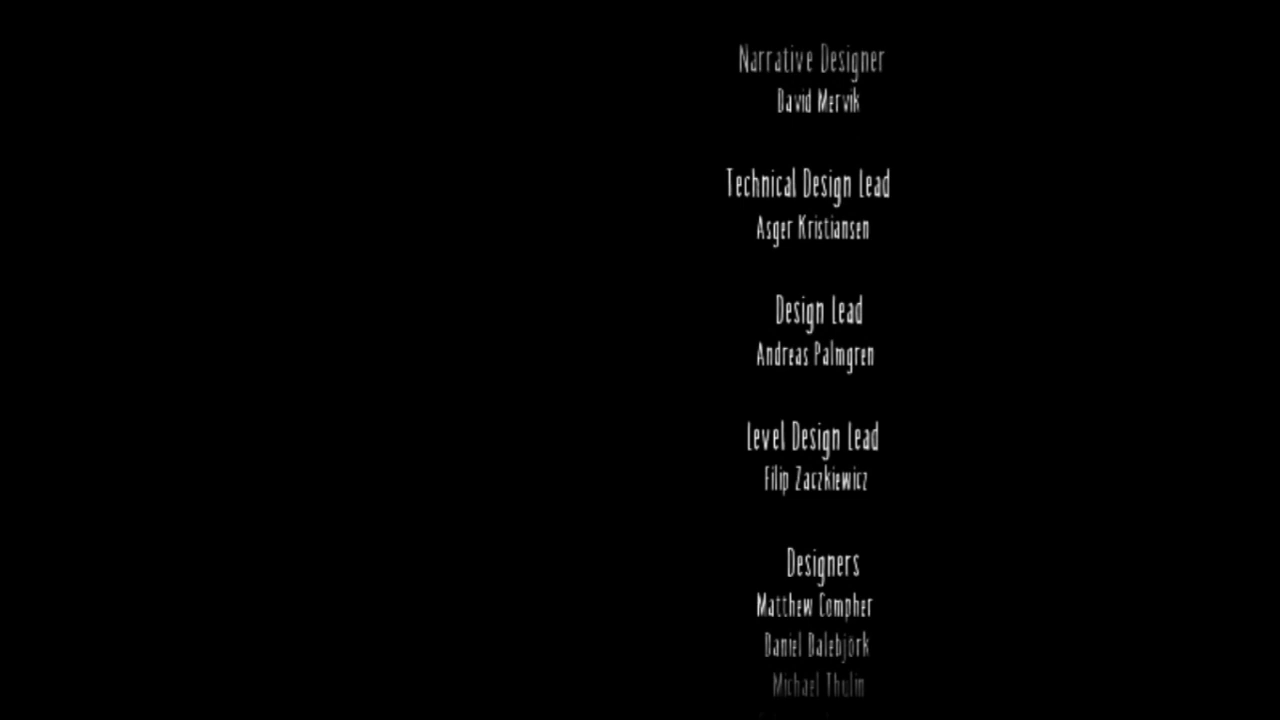 Narrative Designer
David Mervik
Technical Design Lead
Asger Kristiansen
Design Lead
Andreas Palmgren
Level Design Lead
Filip Zaczkiewicz
Designers
Matthew Compher
Daniel Dalebjörk
Michael Thulin